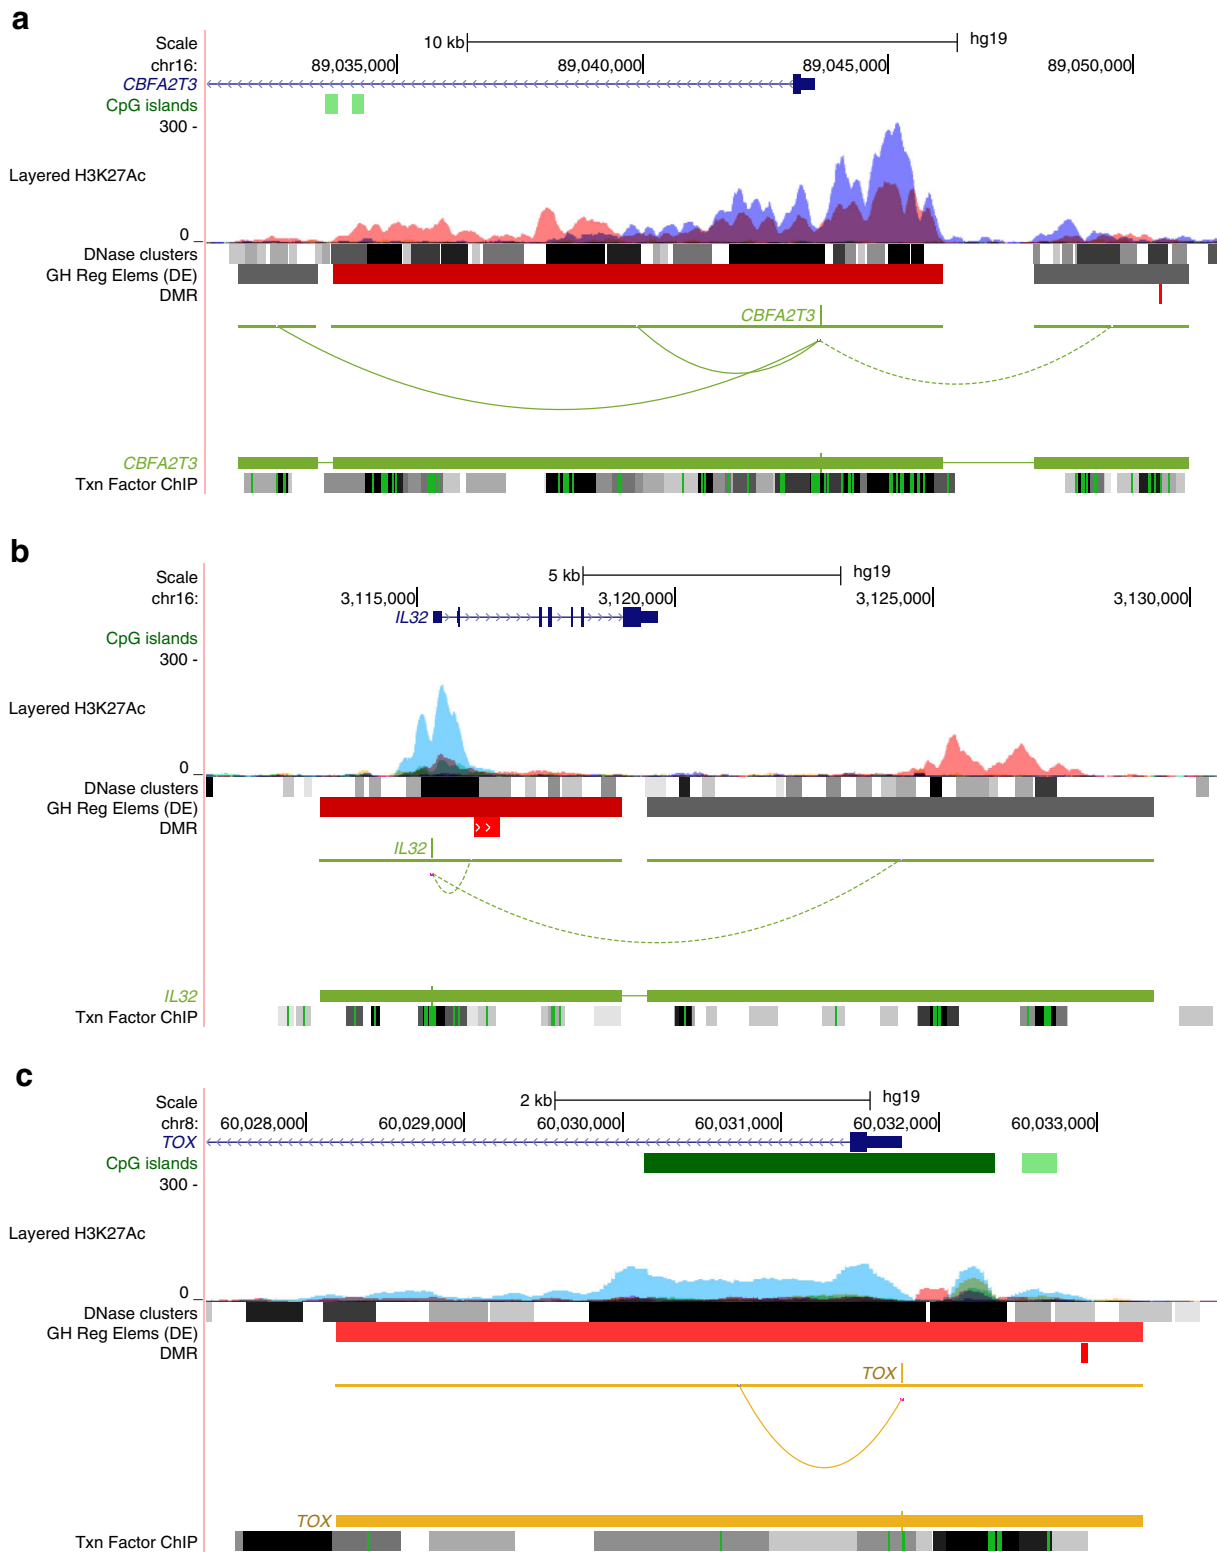 a
Scale 10 kb hg19
chr16: 89,035,000 89,040,000 89,045,000 89,050,000
CBFA2T3
CpG islands
300 -
Layered H3K27Ac
0 _
DNase clusters
GH Reg Elems (DE)
DMR
CBFA2T3
CBFA2T3
Txn Factor ChIP
b
Scale 5 kb hg19
chr16: 3,115,000 3,120,000 3,125,000 3,130,000
IL32
CpG islands
300 -
Layered H3K27Ac
0 _
DNase clusters
GH Reg Elems (DE)
DMR
IL32
IL32
Txn Factor ChIP
c
Scale 2 kb hg19
chr8: 60,028,000 60,029,000 60,030,000 60,031,000 60,032,000 60,033,000
TOX
CpG islands
300 -
Layered H3K27Ac
0 _
DNase clusters
GH Reg Elems (DE)
DMR
TOX
TOX
Txn Factor ChIP